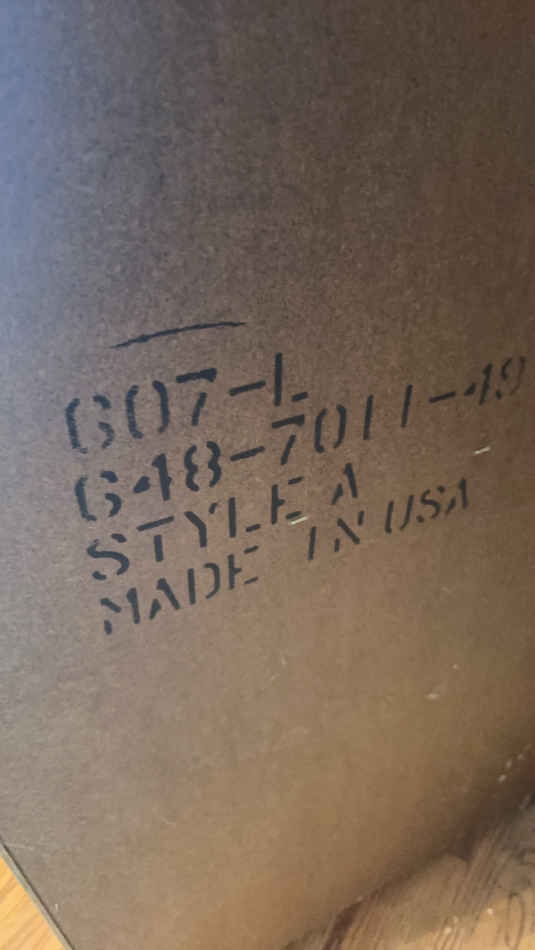 607-L
648-7011-49
STYLE A
MADE IN USA